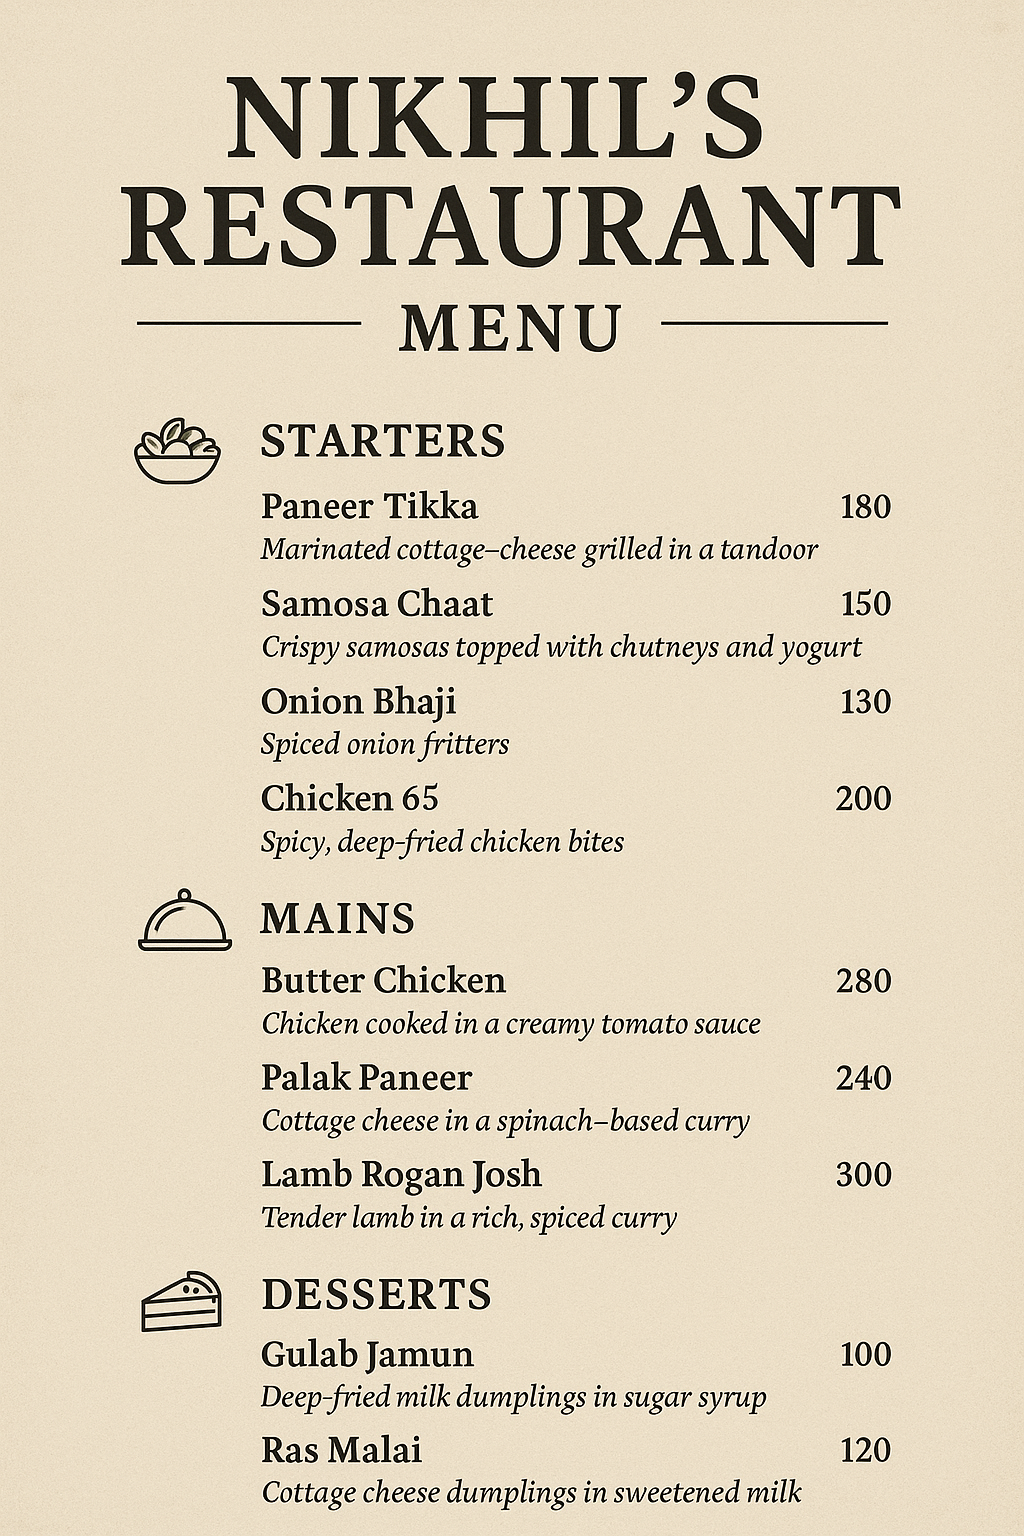 NIKHIL’S
RESTAURANT
MENU
STARTERS
Paneer Tikka 180
Marinated cottage–cheese grilled in a tandoor
Samosa Chaat 150
Crispy samosas topped with chutneys and yogurt
Onion Bhaji 130
Spiced onion fritters
Chicken 65 200
Spicy, deep-fried chicken bites
MAINS
Butter Chicken 280
Chicken cooked in a creamy tomato sauce
Palak Paneer 240
Cottage cheese in a spinach–based curry
Lamb Rogan Josh 300
Tender lamb in a rich, spiced curry
DESSERTS
Gulab Jamun 100
Deep-fried milk dumplings in sugar syrup
Ras Malai 120
Cottage cheese dumplings in sweetened milk